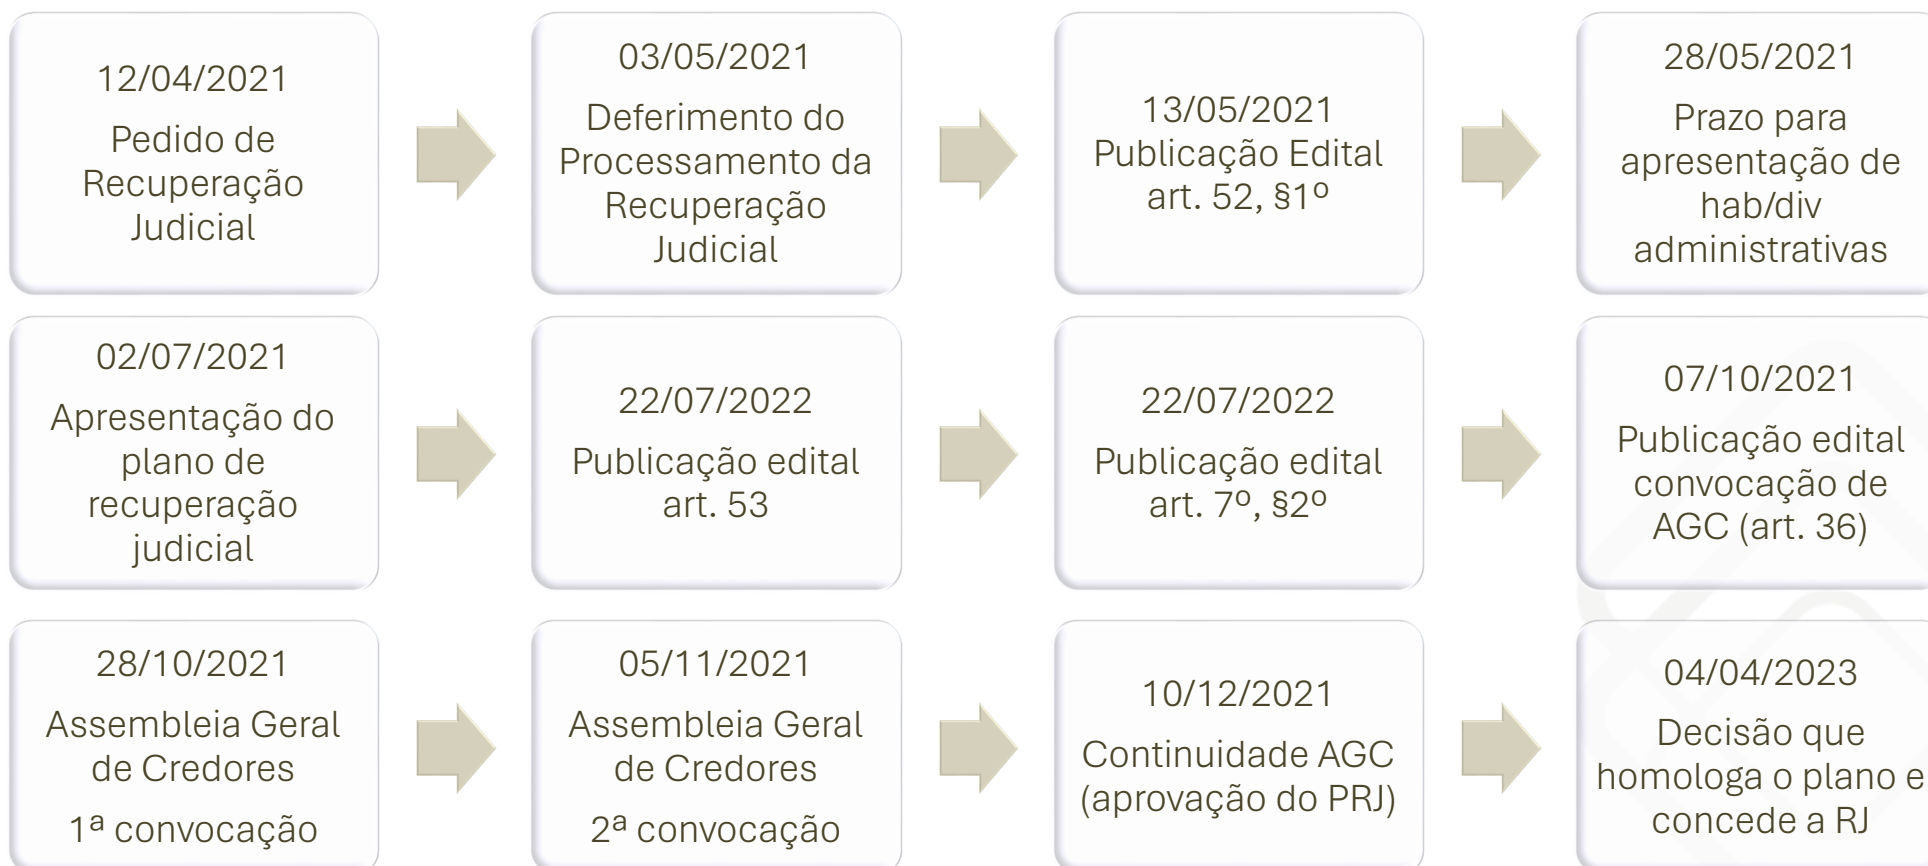 12/04/2021
Pedido de
Recuperação
Judicial
03/05/2021
Deferimento do
Processamento da
Recuperação
Judicial
13/05/2021
Publicação Edital
art. 52, §1º
28/05/2021
Prazo para
apresentação de
hab/div
administrativas
02/07/2021
Apresentação do
plano de
recuperação
judicial
22/07/2022
Publicação edital
art. 53
22/07/2022
Publicação edital
art. 7º, §2º
07/10/2021
Publicação edital
convocação de
AGC (art. 36)
28/10/2021
Assembleia Geral
de Credores
1ª convocação
05/11/2021
Assembleia Geral
de Credores
2ª convocação
10/12/2021
Continuidade AGC
(aprovação do PRJ)
04/04/2023
Decisão que
homologa o plano e
concede a RJ